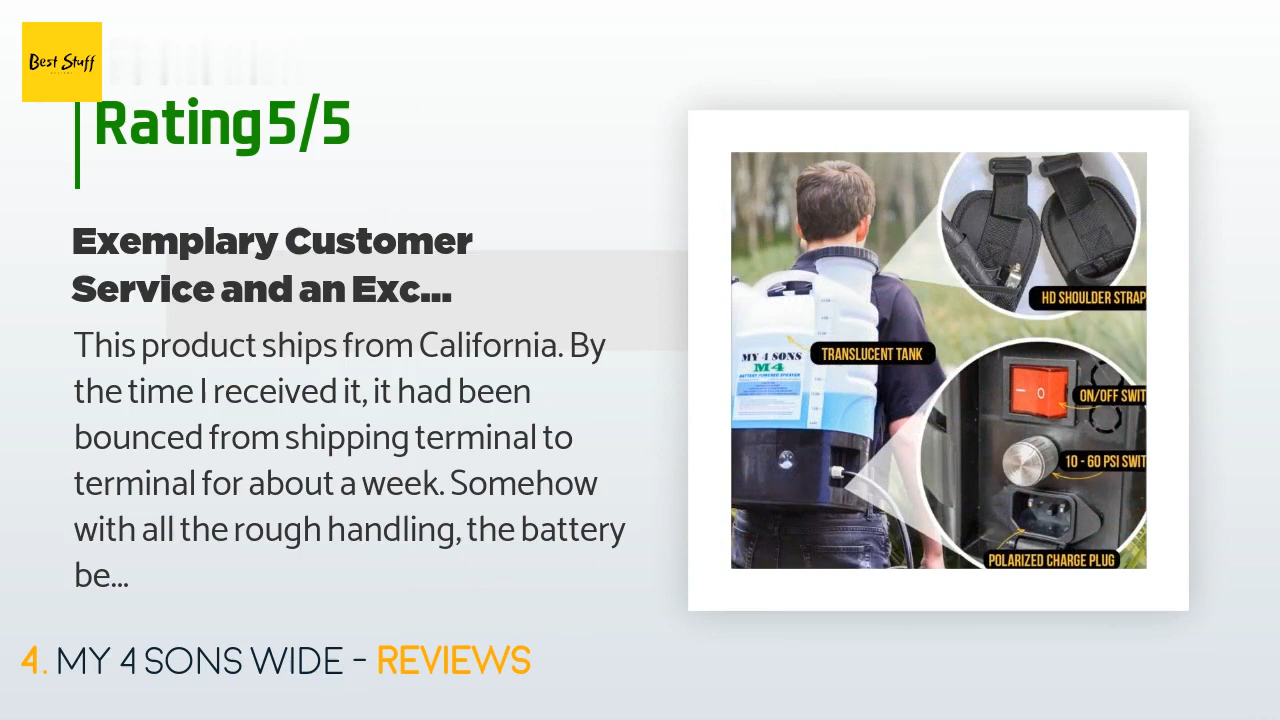 Best Stuff
Rating 5/5
Exemplary Customer
Service and an Exc...
This product ships from California. By
the time I received it, it had been
bounced from shipping terminal to
terminal for about a week. Somehow
with all the rough handling, the battery
be...
HD SHOULDER STRAP
TRANSLUCENT TANK
MY 4 SONS
M4
BATTERY POWERED SPRAYER
ON/OFF SWIT
10 - 60 PSI SWIT
POLARIZED CHARGE PLUG
4. MY 4 SONS WIDE - REVIEWS